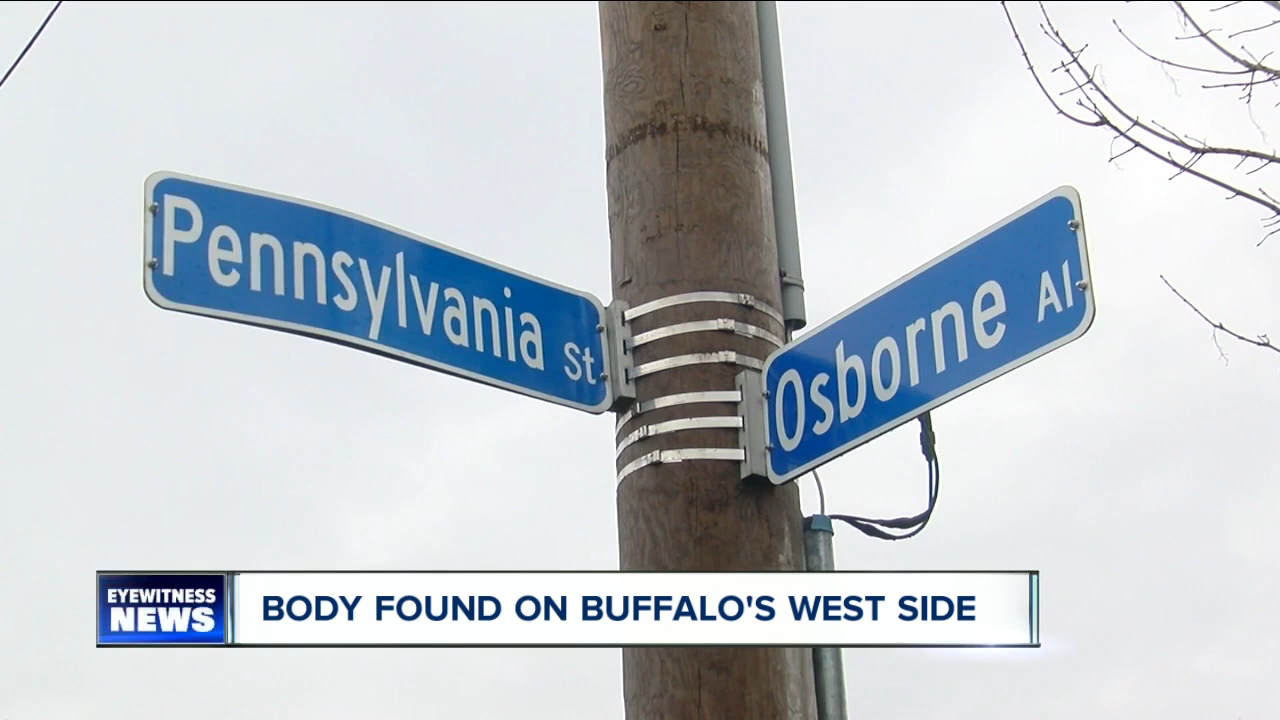 Pennsylvania St
Osborne Al
EYEWITNESS
NEWS
BODY FOUND ON BUFFALO'S WEST SIDE